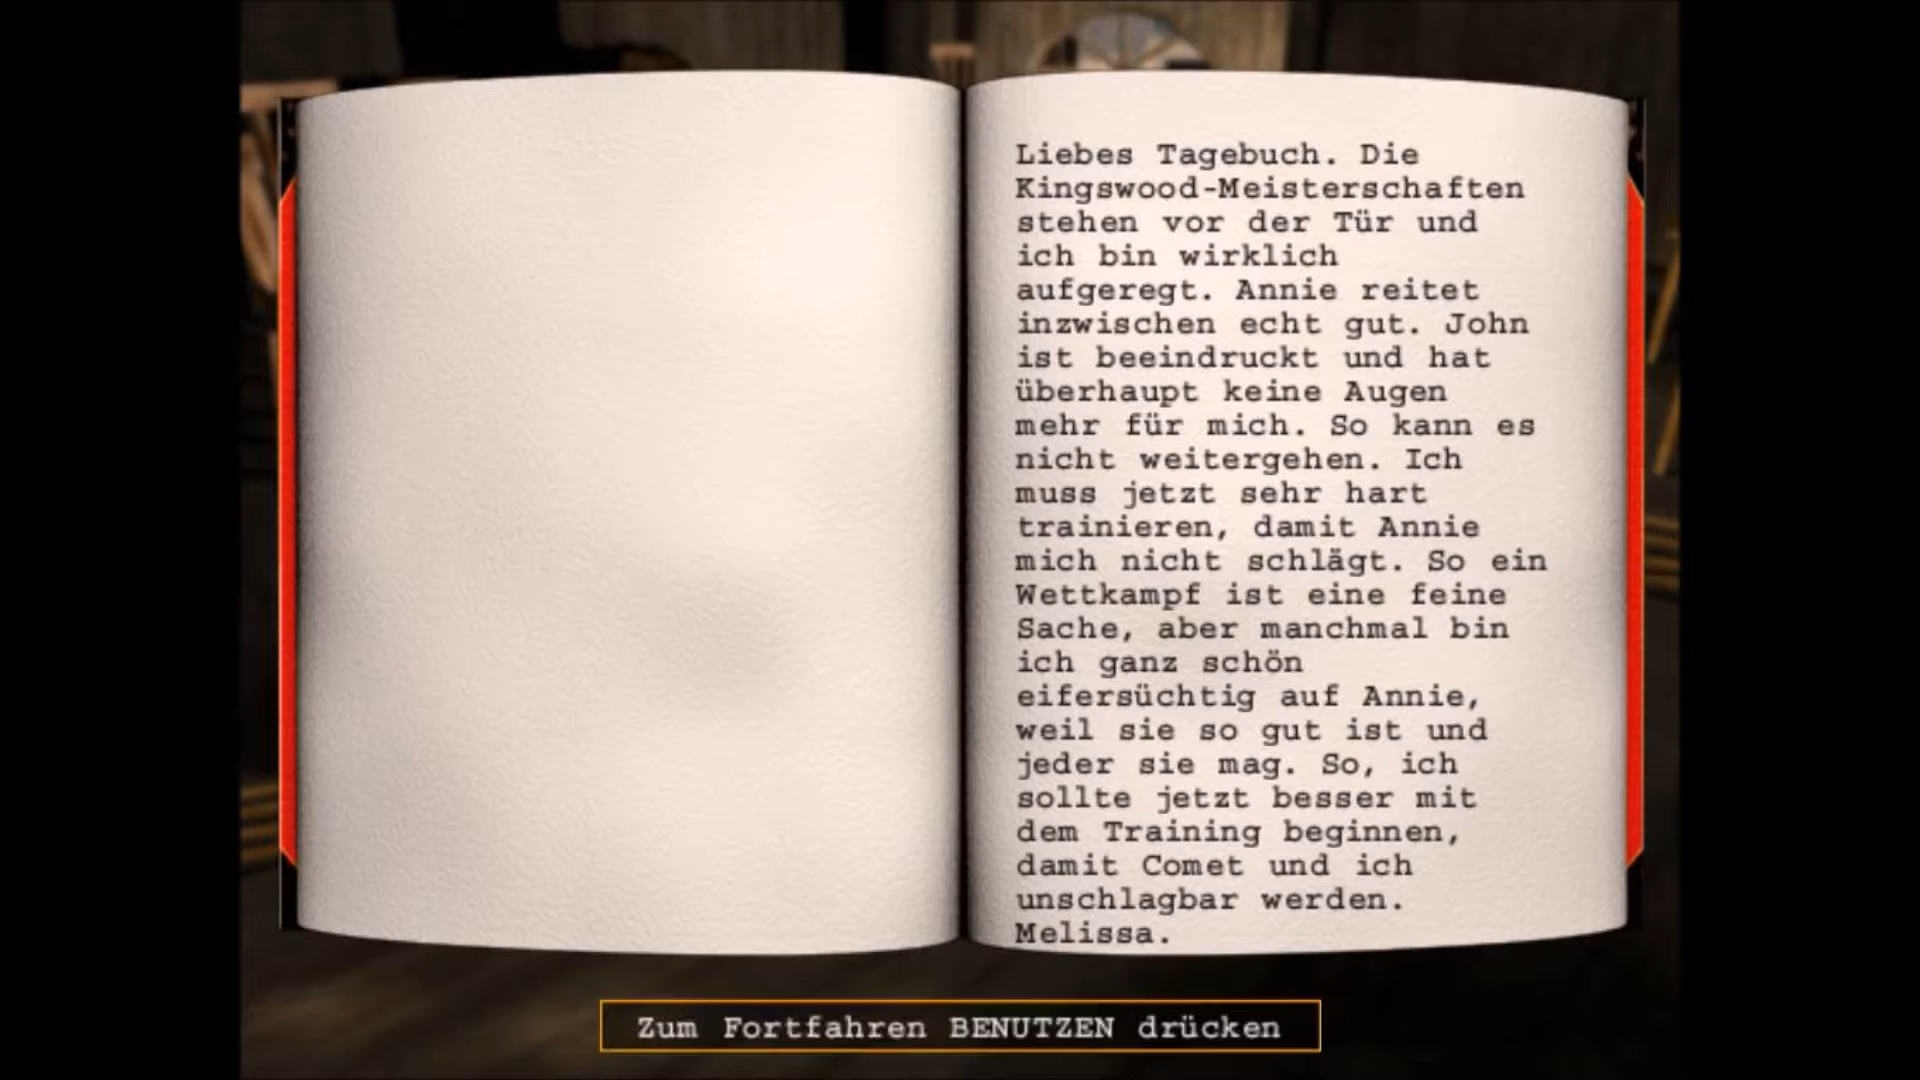 Liebes Tagebuch. Die
Kingswood-Meisterschaften
stehen vor der Tür und
ich bin wirklich
aufgeregt. Annie reitet
inzwischen echt gut. John
ist beeindruckt und hat
überhaupt keine Augen
mehr für mich. So kann es
nicht weitergehen. Ich
muss jetzt sehr hart
trainieren, damit Annie
mich nicht schlägt. So ein
Wettkampf ist eine feine
Sache, aber manchmal bin
ich ganz schön
eifersüchtig auf Annie,
weil sie so gut ist und
jeder sie mag. So, ich
sollte jetzt besser mit
dem Training beginnen,
damit Comet und ich
unschlagbar werden.
Melissa.
Zum Fortfahren BENUTZEN drücken